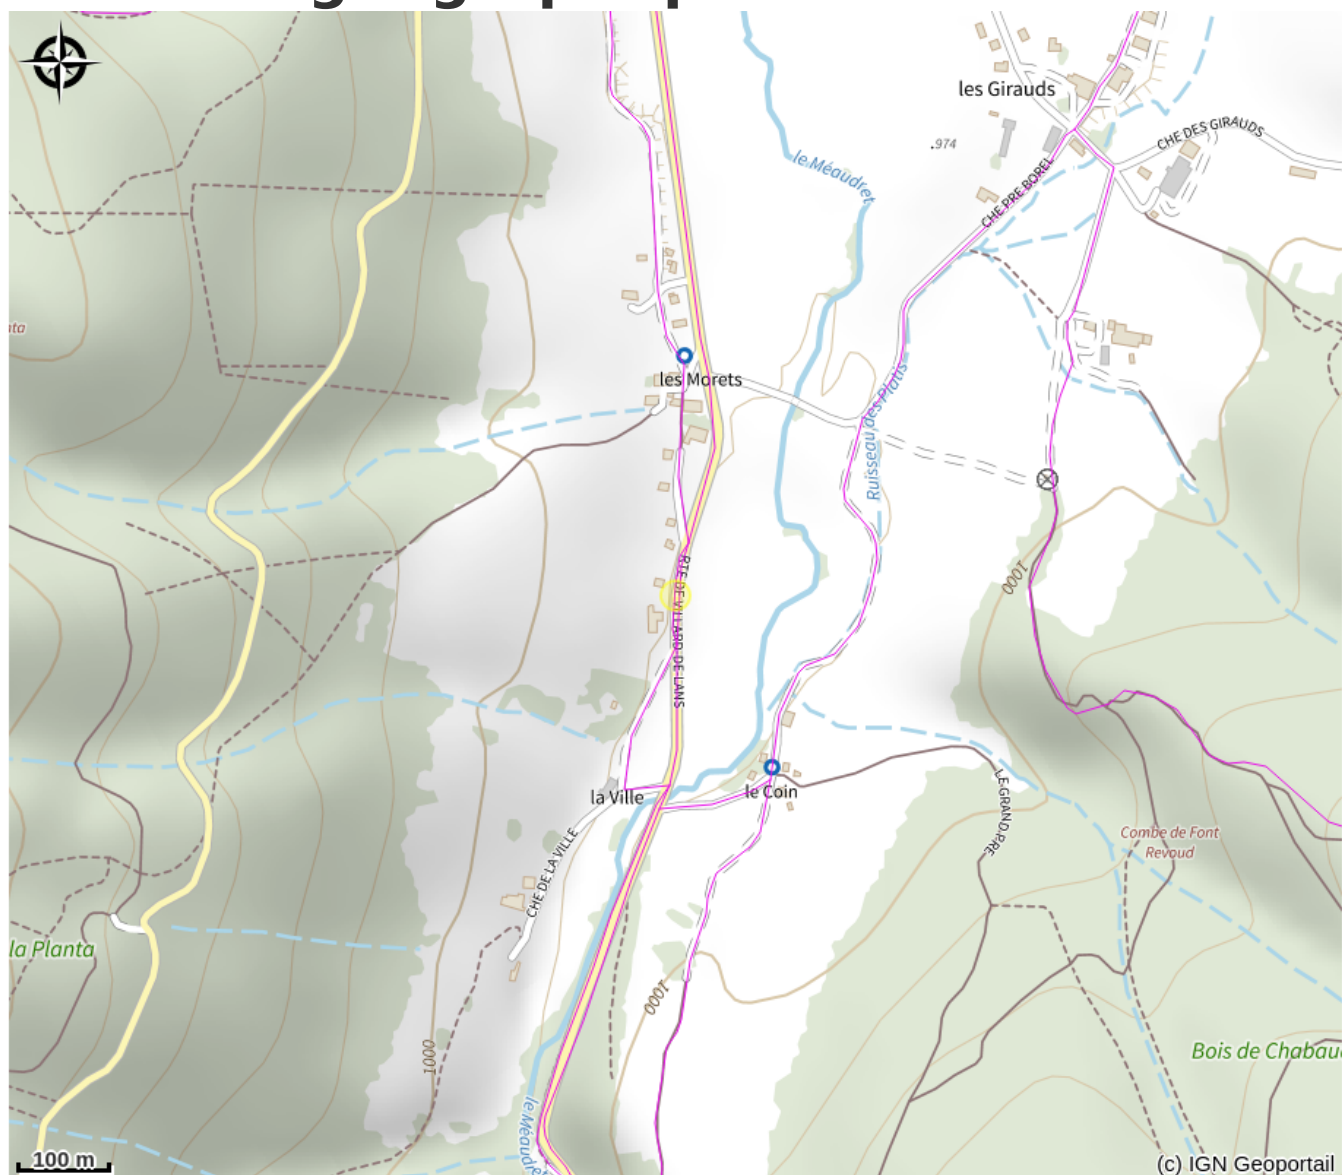 les Girauds
CHE DES GIRAUDS
.974
le Méaudret
CHE PRE BOREL
les Morets
Ruisseau des Platis
1000
RTE DE VILLARD-DE-LANS
la Ville
le Coin
LE GRAND PRE
Combe de Font
Revoud
CHE DE LA VILLE
la Planta
1000
1000
Bois de Chabau
le Méaudret
100 m
(c) IGN Geoportail